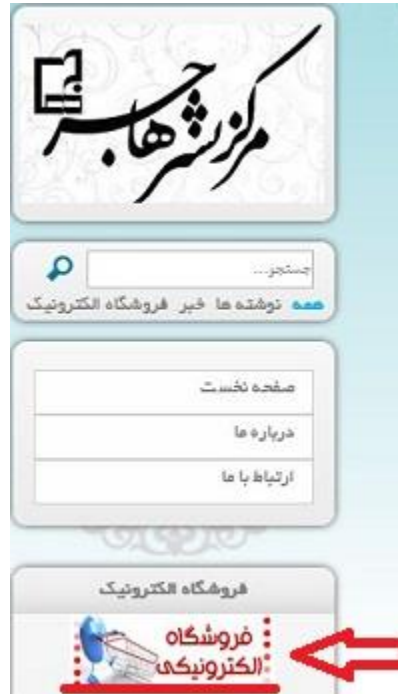 مرکز نشر هاجر
جستجو...
همه نوشته ها خبر فروشگاه الکترونیک
صفحه نخست
درباره ما
ارتباط با ما
فروشگاه الکترونیک
فروشگاه
الکترونیکی